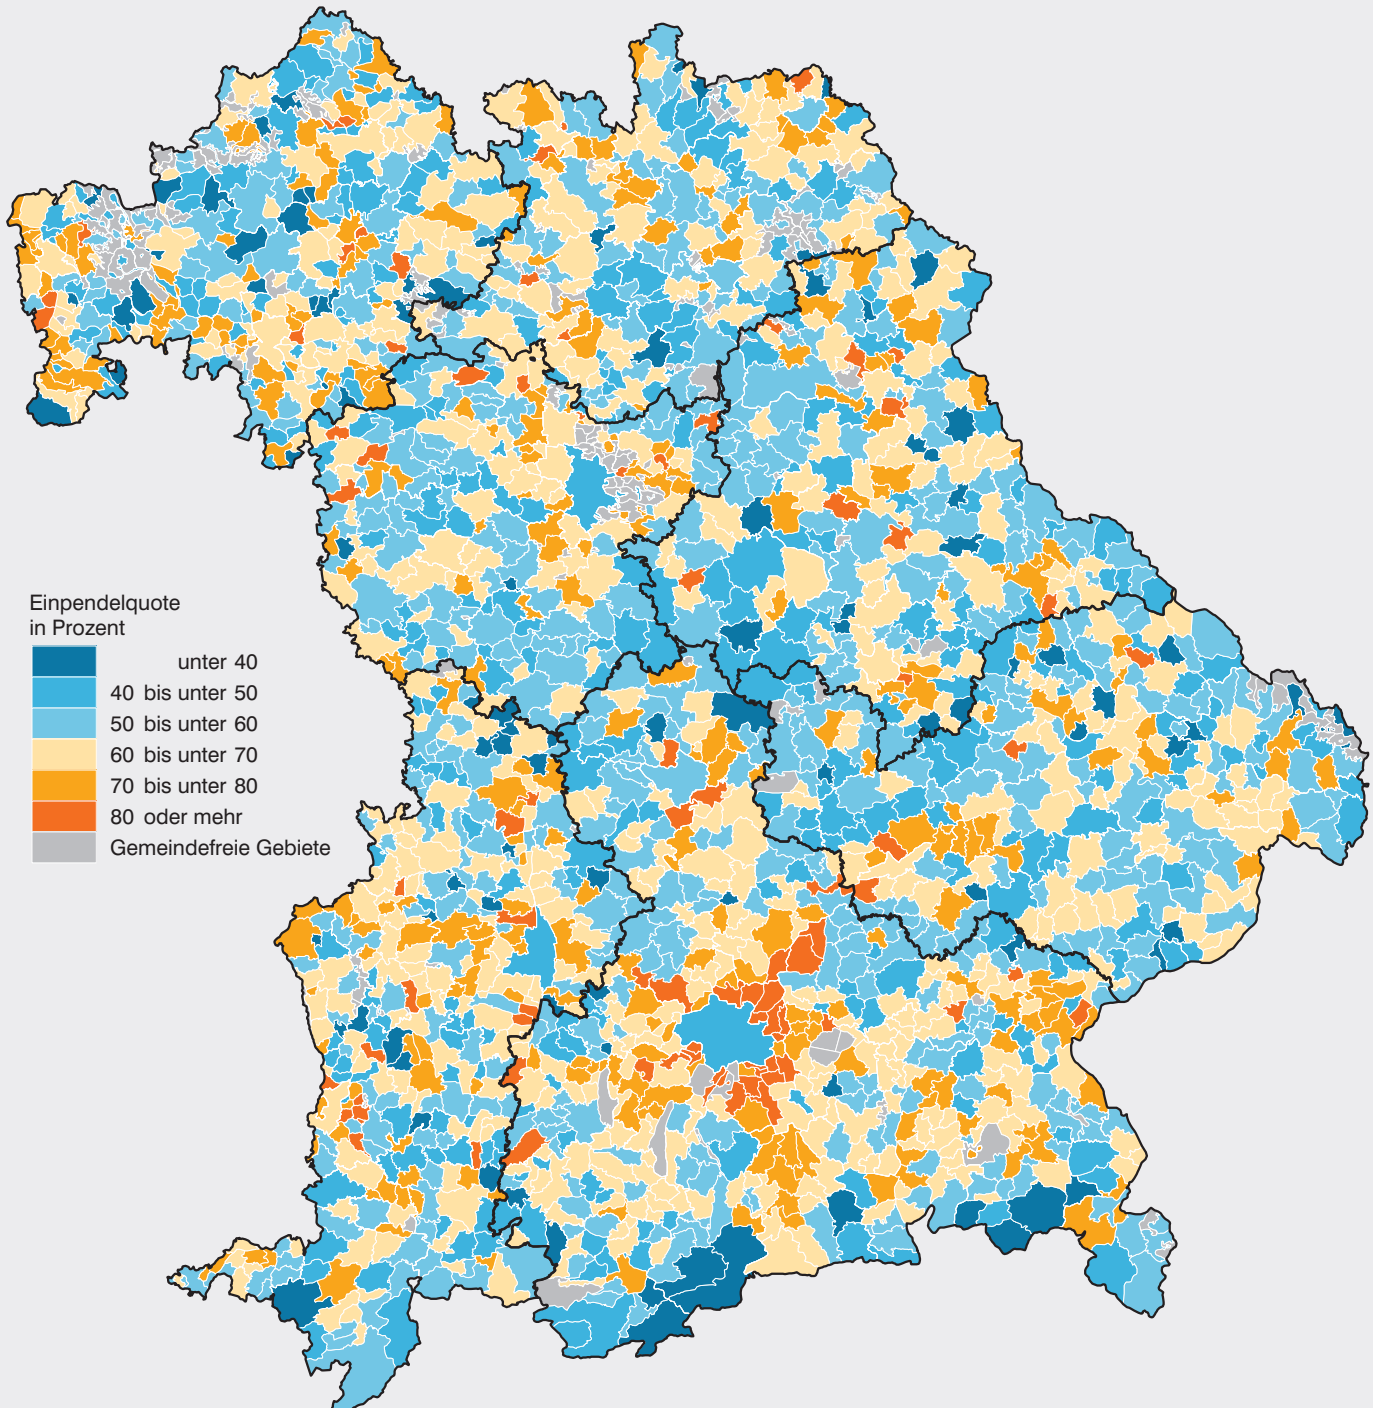 Einpendelquote
in Prozent
unter 40
40 bis unter 50
50 bis unter 60
60 bis unter 70
70 bis unter 80
80 oder mehr
Gemeindefreie Gebiete